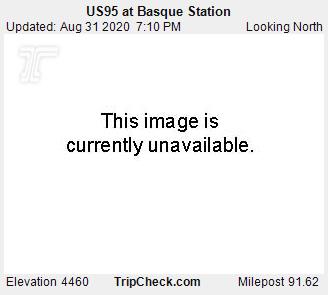 US95 at Basque Station
Updated: Aug 31 2020 7:10 PM Looking North
This image is
currently unavailable.
Elevation 4460 TripCheck.com Milepost 91.62